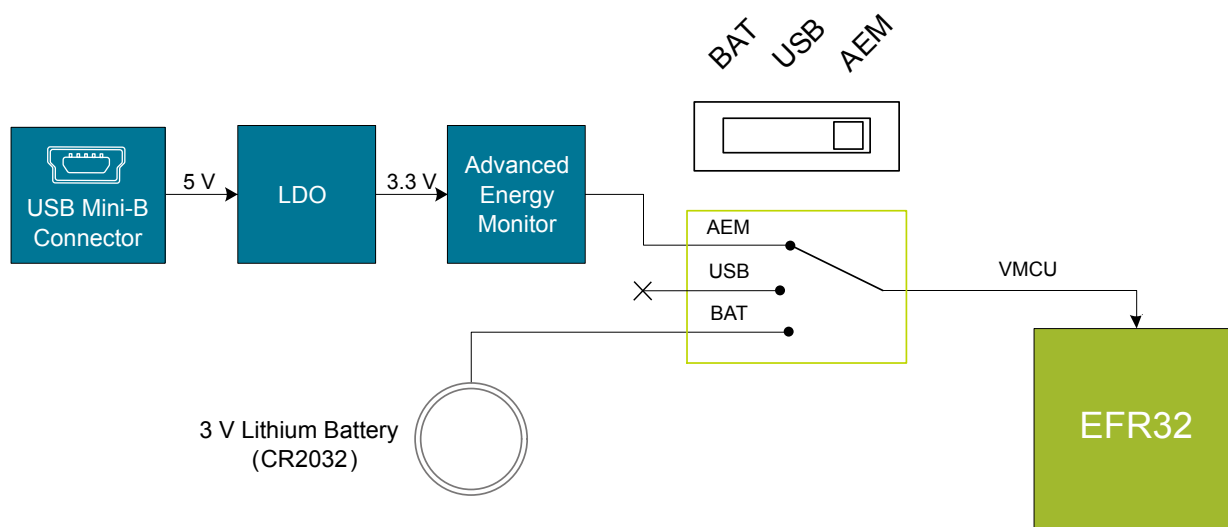 BAT
USB
AEM
USB Mini-B
Connector
5 V
LDO
3.3 V
Advanced
Energy
Monitor
AEM
USB
BAT
VMCU
3 V Lithium Battery
(CR2032)
EFR32